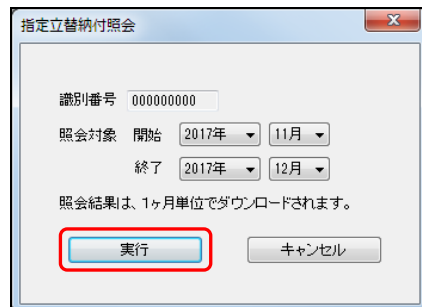 指定立替納付照会
識別番号 000000000
照会対象 開始 2017年 11月
終了 2017年 12月
照会結果は、1ヶ月単位でダウンロードされます。
実行 キャンセル